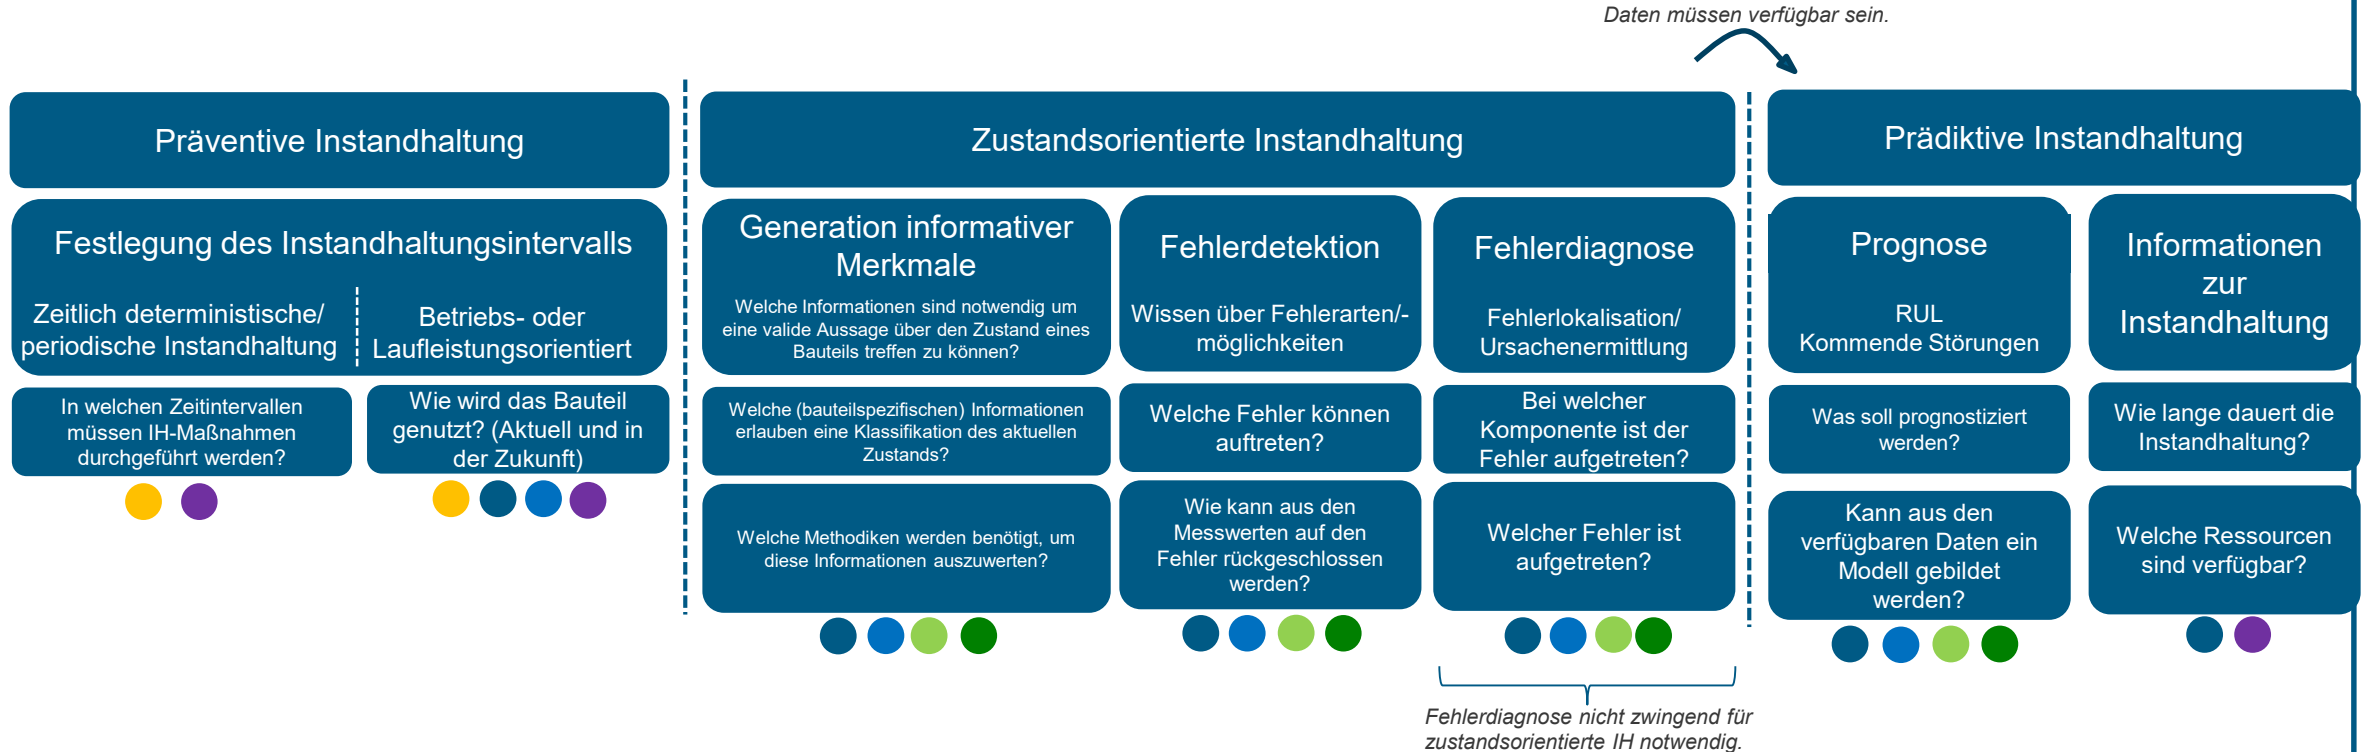 Daten müssen verfügbar sein.
Präventive Instandhaltung
Festlegung des Instandhaltungsintervalls
Zeitlich deterministische/
periodische Instandhaltung
Betriebs- oder
Laufleistungsorientiert
In welchen Zeitintervallen
müssen IH-Maßnahmen
durchgeführt werden?
Wie wird das Bauteil
genutzt? (Aktuell und in
der Zukunft)
Zustandsorientierte Instandhaltung
Generation informativer
Merkmale
Welche Informationen sind notwendig um
eine valide Aussage über den Zustand eines
Bauteils treffen zu können?
Welche (bauteilspezifischen) Informationen
erlauben eine Klassifikation des aktuellen
Zustands?
Welche Methodiken werden benötigt, um
diese Informationen auszuwerten?
Fehlerdetektion
Wissen über Fehlerarten/-
möglichkeiten
Welche Fehler können
auftreten?
Wie kann aus den
Messwerten auf den
Fehler rückgeschlossen
werden?
Fehlerdiagnose
Fehlerlokalisation/
Ursachenermittlung
Bei welcher
Komponente ist der
Fehler aufgetreten?
Welcher Fehler ist
aufgetreten?
Fehlerdiagnose nicht zwingend für
zustandsorientierte IH notwendig.
Prädiktive Instandhaltung
Prognose
RUL
Kommende Störungen
Was soll prognostiziert
werden?
Kann aus den
verfügbaren Daten ein
Modell gebildet
werden?
Informationen
zur
Instandhaltung
Wie lange dauert die
Instandhaltung?
Welche Ressourcen
sind verfügbar?